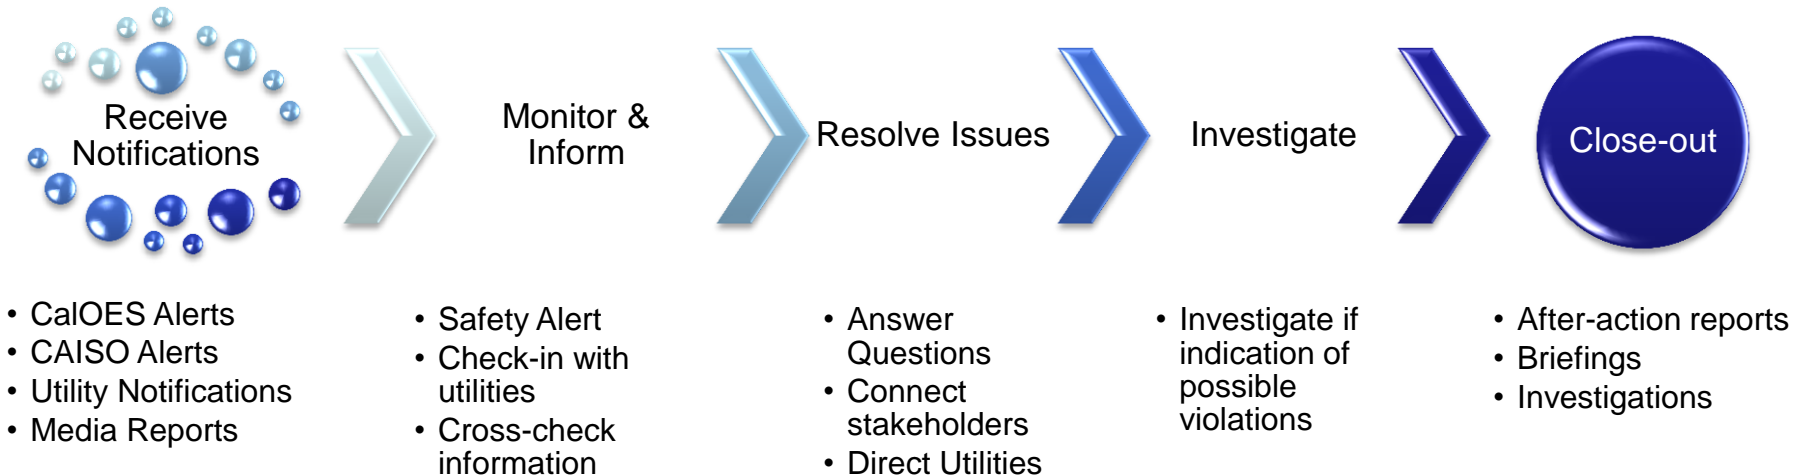 Receive
Notifications
Monitor &
Inform
Resolve Issues
Investigate
Close-out
• CalOES Alerts
• CAISO Alerts
• Utility Notifications
• Media Reports
• Safety Alert
• Check-in with
utilities
• Cross-check
information
• Answer
Questions
• Connect
stakeholders
• Direct Utilities
• Investigate if
indication of
possible
violations
• After-action reports
• Briefings
• Investigations